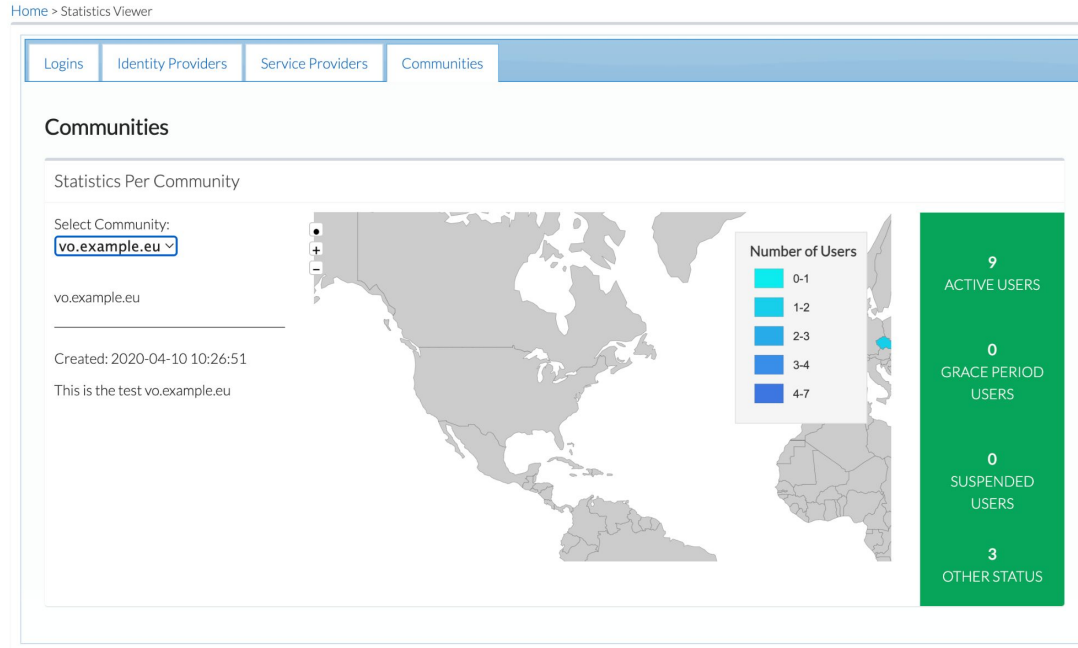 Home > Statistics Viewer
Logins
Identity Providers
Service Providers
Communities
Communities
Statistics Per Community
Select Community:
vo.example.eu
vo.example.eu
Created: 2020-04-10 10:26:51
This is the test vo.example.eu
+
−
Number of Users
0-1
1-2
2-3
3-4
4-7
9
ACTIVE USERS
0
GRACE PERIOD
USERS
0
SUSPENDED
USERS
3
OTHER STATUS